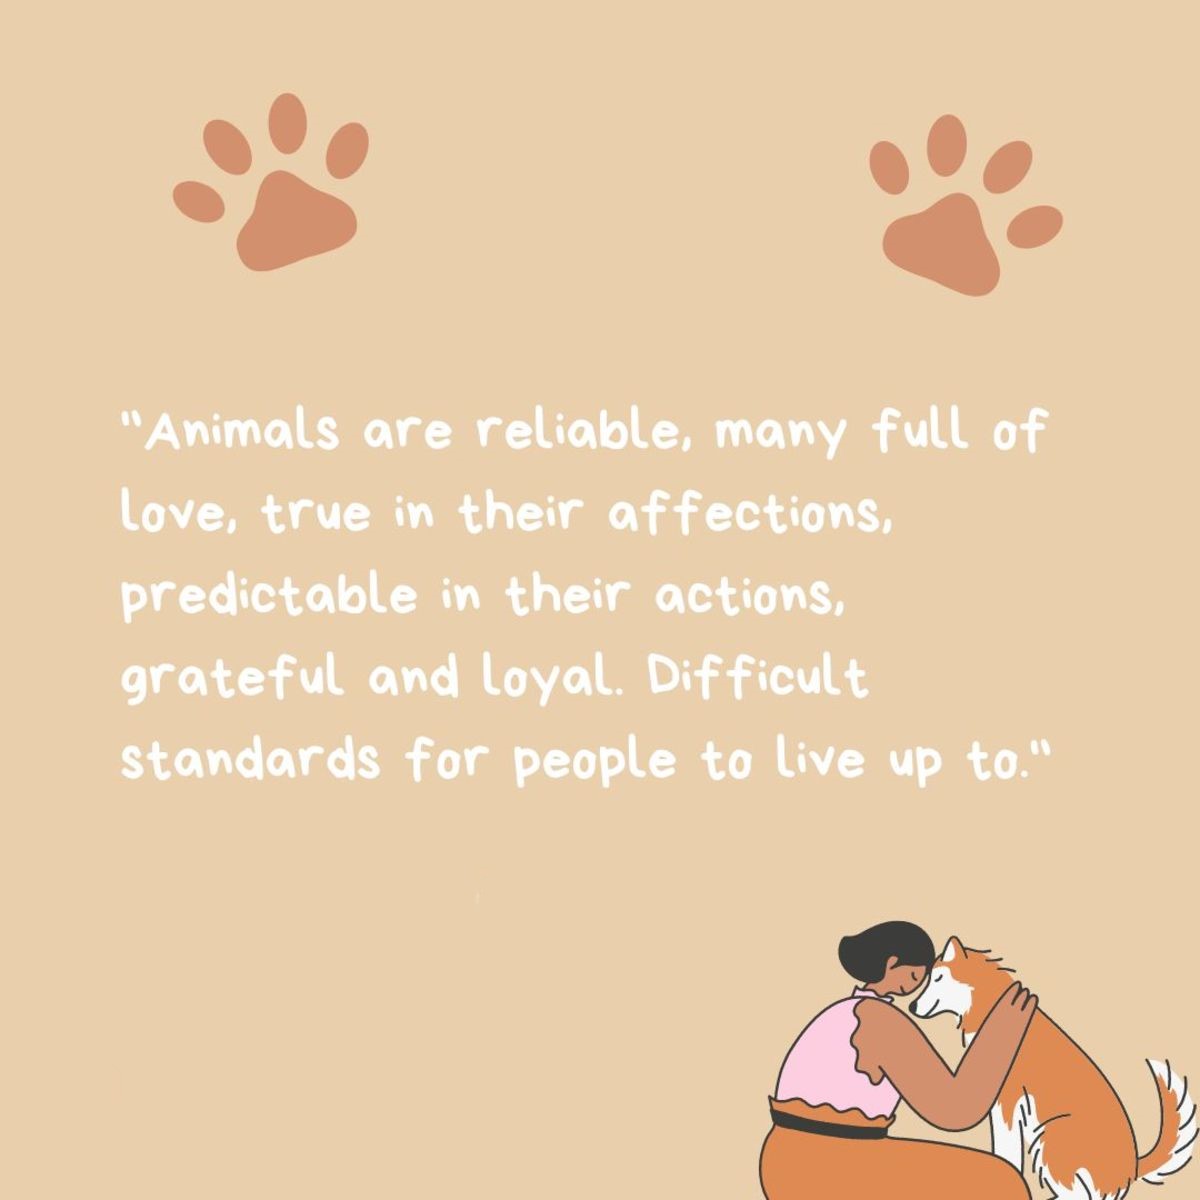 "Animals are reliable, many full of
love, true in their affections,
predictable in their actions,
grateful and loyal. Difficult
standards for people to live up to."